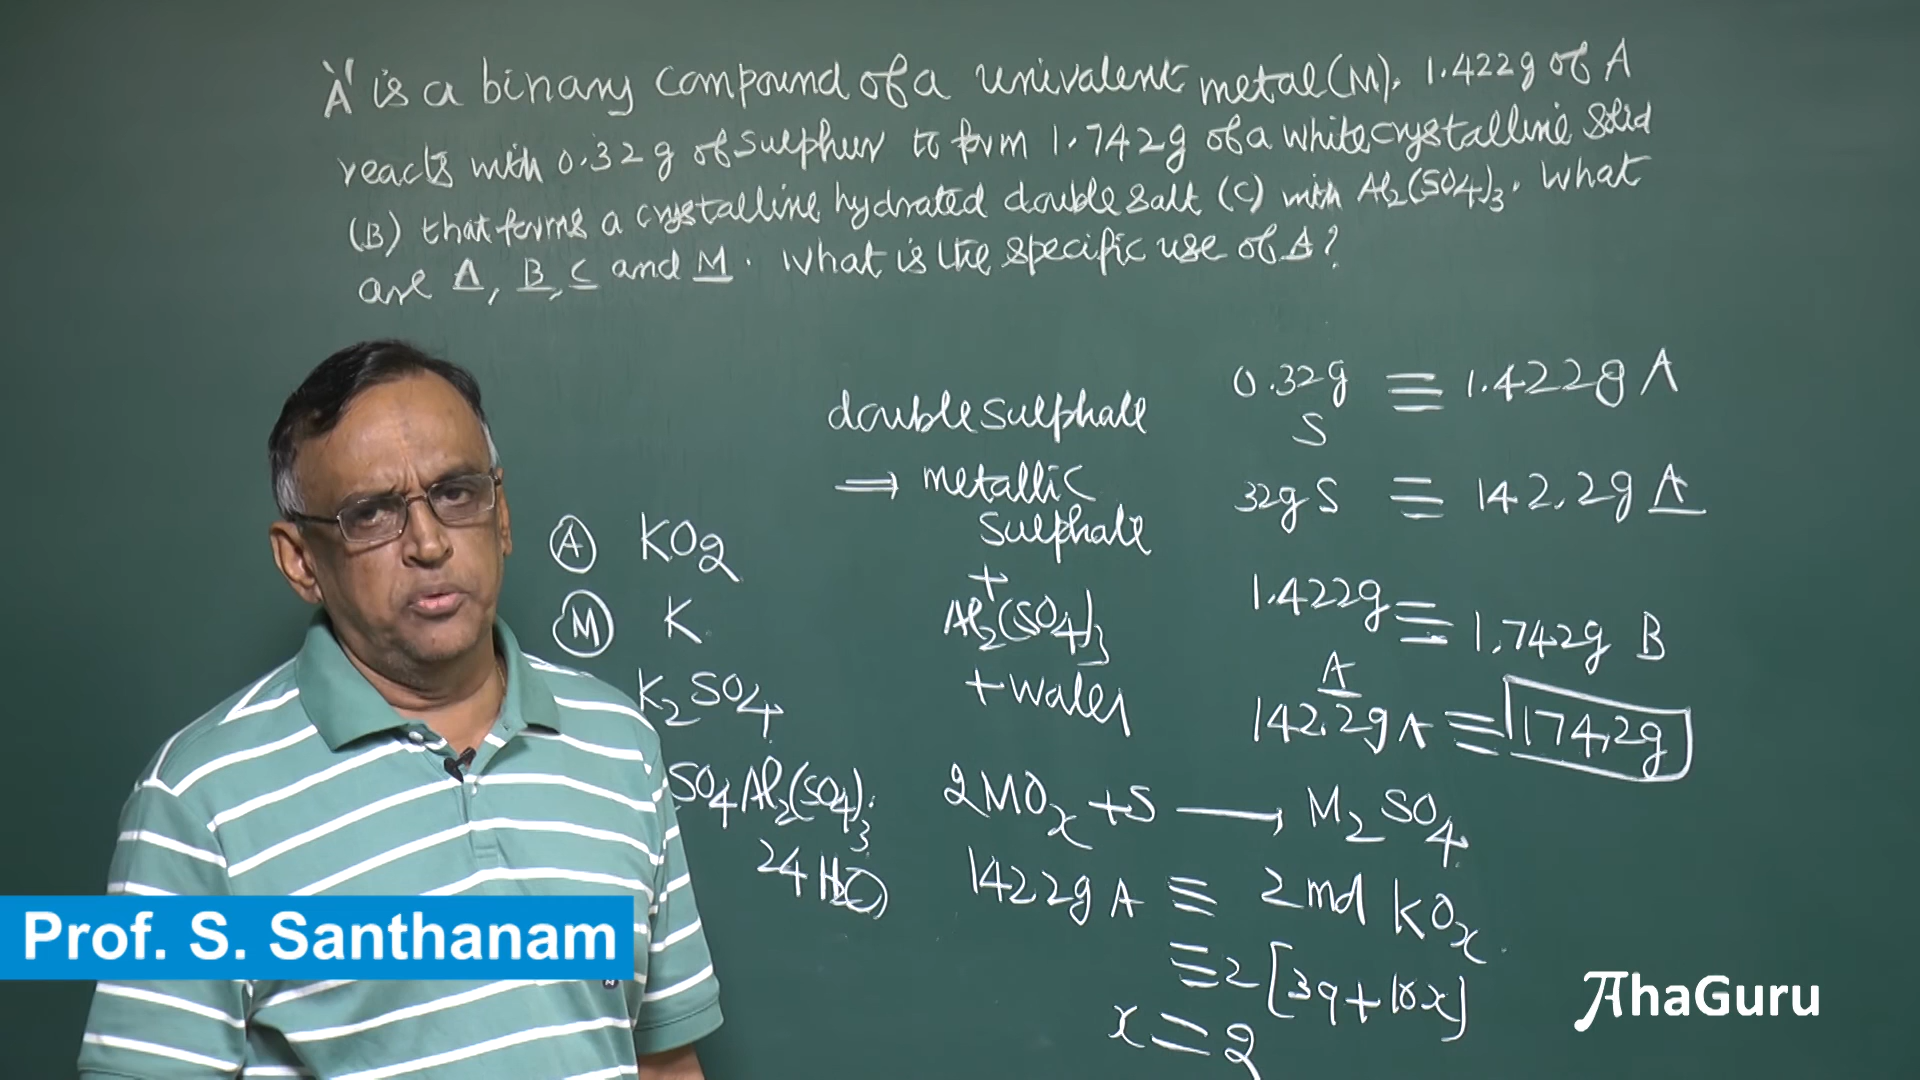 'A' is a binary compound of a univalent metal (M). 1.422g of A
reacts with 0.32g of sulphur to form 1.742g of a white crystalline solid
(B) that forms a crystalline hydrated double salt (C) with Al2(SO4)3. What
are A, B, C and M. What is the specific use of A?
double sulphate
⟹ metallic
sulphate
+
Al2(SO4)3
+ water
0.32g S ≡ 1.422g A
32g S ≡ 142.2g A
1.422g A ≡ 1.742g B
142.2g A ≡ 174.2g
A KO2
M K
K2SO4
SO4 Al2(SO4)3.
24 H2O
2MOx + S → M2SO4
142.2g A ≡ 2 mol KOx
≡ 2 [39 + 16x]
x = 2
Prof. S. Santhanam
AhaGuru